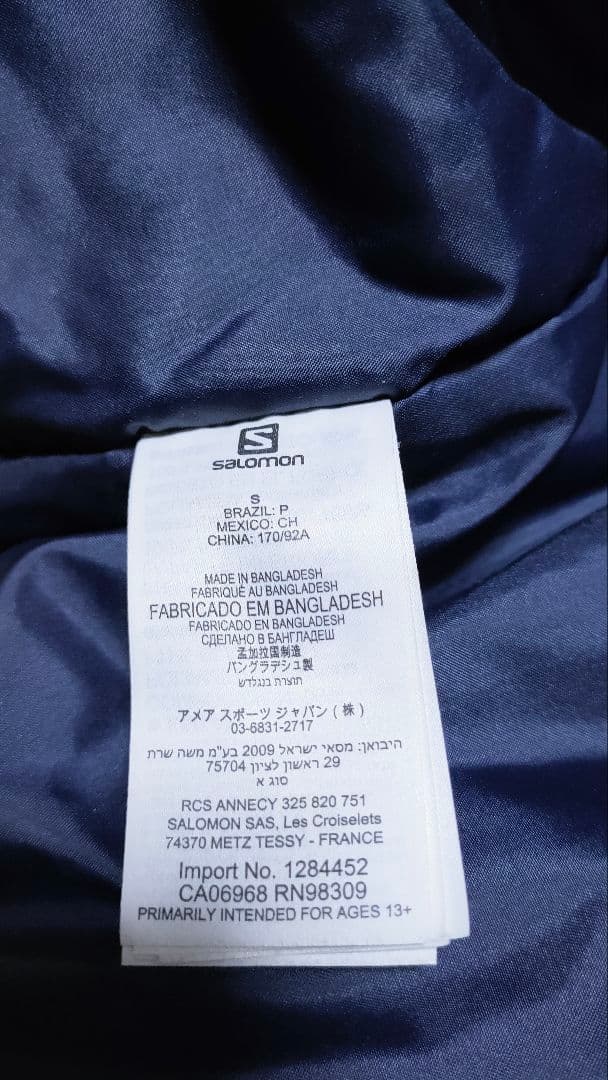 S
salomon
S
BRAZIL: P
MEXICO: CH
CHINA: 170/92A
MADE IN BANGLADESH
FABRIQUÉ AU BANGLADESH
FABRICADO EM BANGLADESH
FABRICADO EN BANGLADESH
СДЕЛАНО В БАНГЛАДЕШ
孟加拉国制造
バングラデシュ製
תוצרת בנגלדש
アメア スポーツ ジャパン (株)
03-6831-2717
היבואן: מסאי ישראל 2009 בע"מ משה שרת
29 ראשון לציון 75704
סוג א
RCS ANNECY 325 820 751
SALOMON SAS, Les Croiselets
74370 METZ TESSY - FRANCE
Import No. 1284452
CA06968 RN98309
PRIMARILY INTENDED FOR AGES 13+